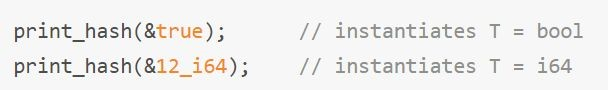 print_hash(&true);      // instantiates T = bool
print_hash(&12_i64);    // instantiates T = i64